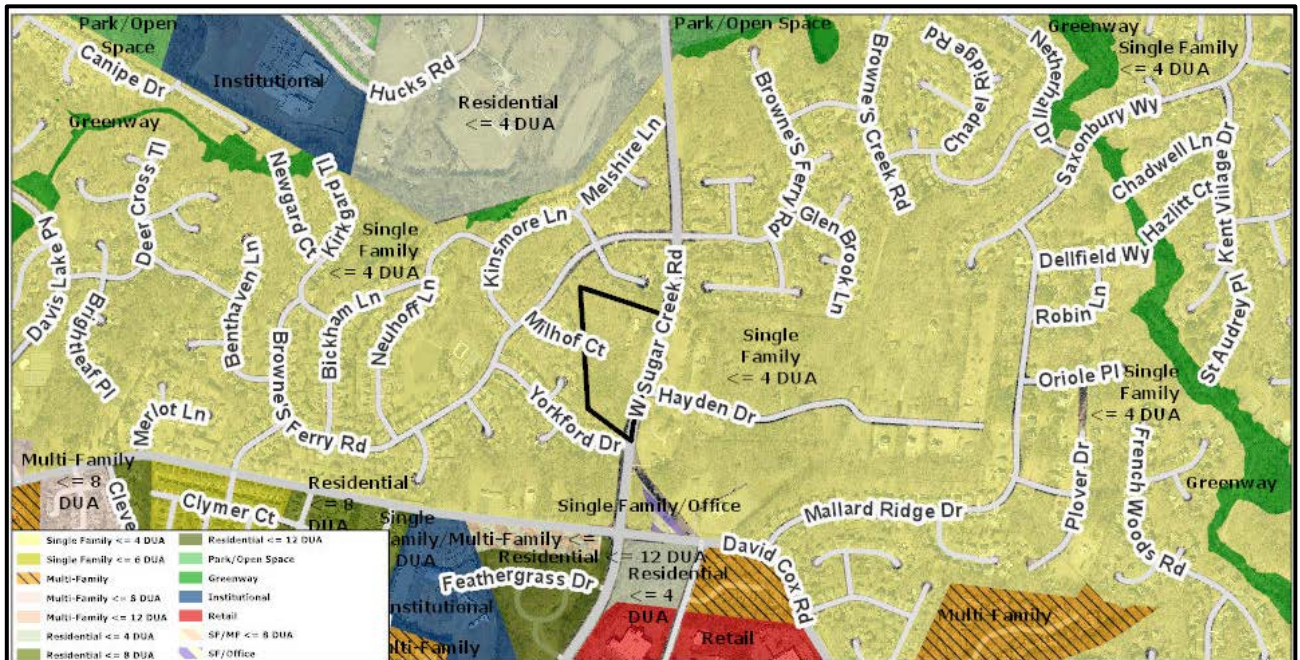 Park/Open
Space
Canipe Dr
Institutional
Hucks Rd
Residential
<= 4 DUA
Park/Open Space
Browne'S Creek Rd
Rd
Chapel Ridge
Netherhall Dr
Greenway
Single Family
<= 4 DUA
Saxonbury Wy
Greenway
Deer Cross Tl
Newgard Ct
Kirkgard Tl
Melshire Ln
Browne'S Ferry Rd
Chadwell Ln
Hazlitt Ct
Kent Village Dr
Single
Family
<= 4 DUA
Kinsmore Ln
Glen Brook Ln
Davis Lake Py
Brightleaf Pl
Benthaven Ln
Bickham Ln
Neuhoff Ln
Dellfield Wy
Robin Ln
St Audrey Pl
Milhof Ct
W Sugar Creek Rd
Single
Family
<= 4 DUA
Oriole Pl
Single
Family
<= 4 DUA
Hayden Dr
Yorkford Dr
Merlot Ln
Browne'S Ferry Rd
Plover Dr
French Woods Rd
Greenway
Multi-Family
<= 8
DUA
Cleve
Clymer Ct
Residential
<= 8
DUA
Single
Family/Multi-Family <=
DUA
Single Family/Office
Mallard Ridge Dr
Residential <= 12 DUA
Residential
<= 4
DUA
David Cox Rd
Feathergrass Dr
Institutional
Multi-Family
Retail
Multi-Family
Single Family <= 4 DUA
Single Family <= 6 DUA
Multi-Family
Multi-Family <= 8 DUA
Multi-Family <= 12 DUA
Residential <= 4 DUA
Residential <= 8 DUA
Residential <= 12 DUA
Park/Open Space
Greenway
Institutional
Retail
SF/MF <= 8 DUA
SF/Office